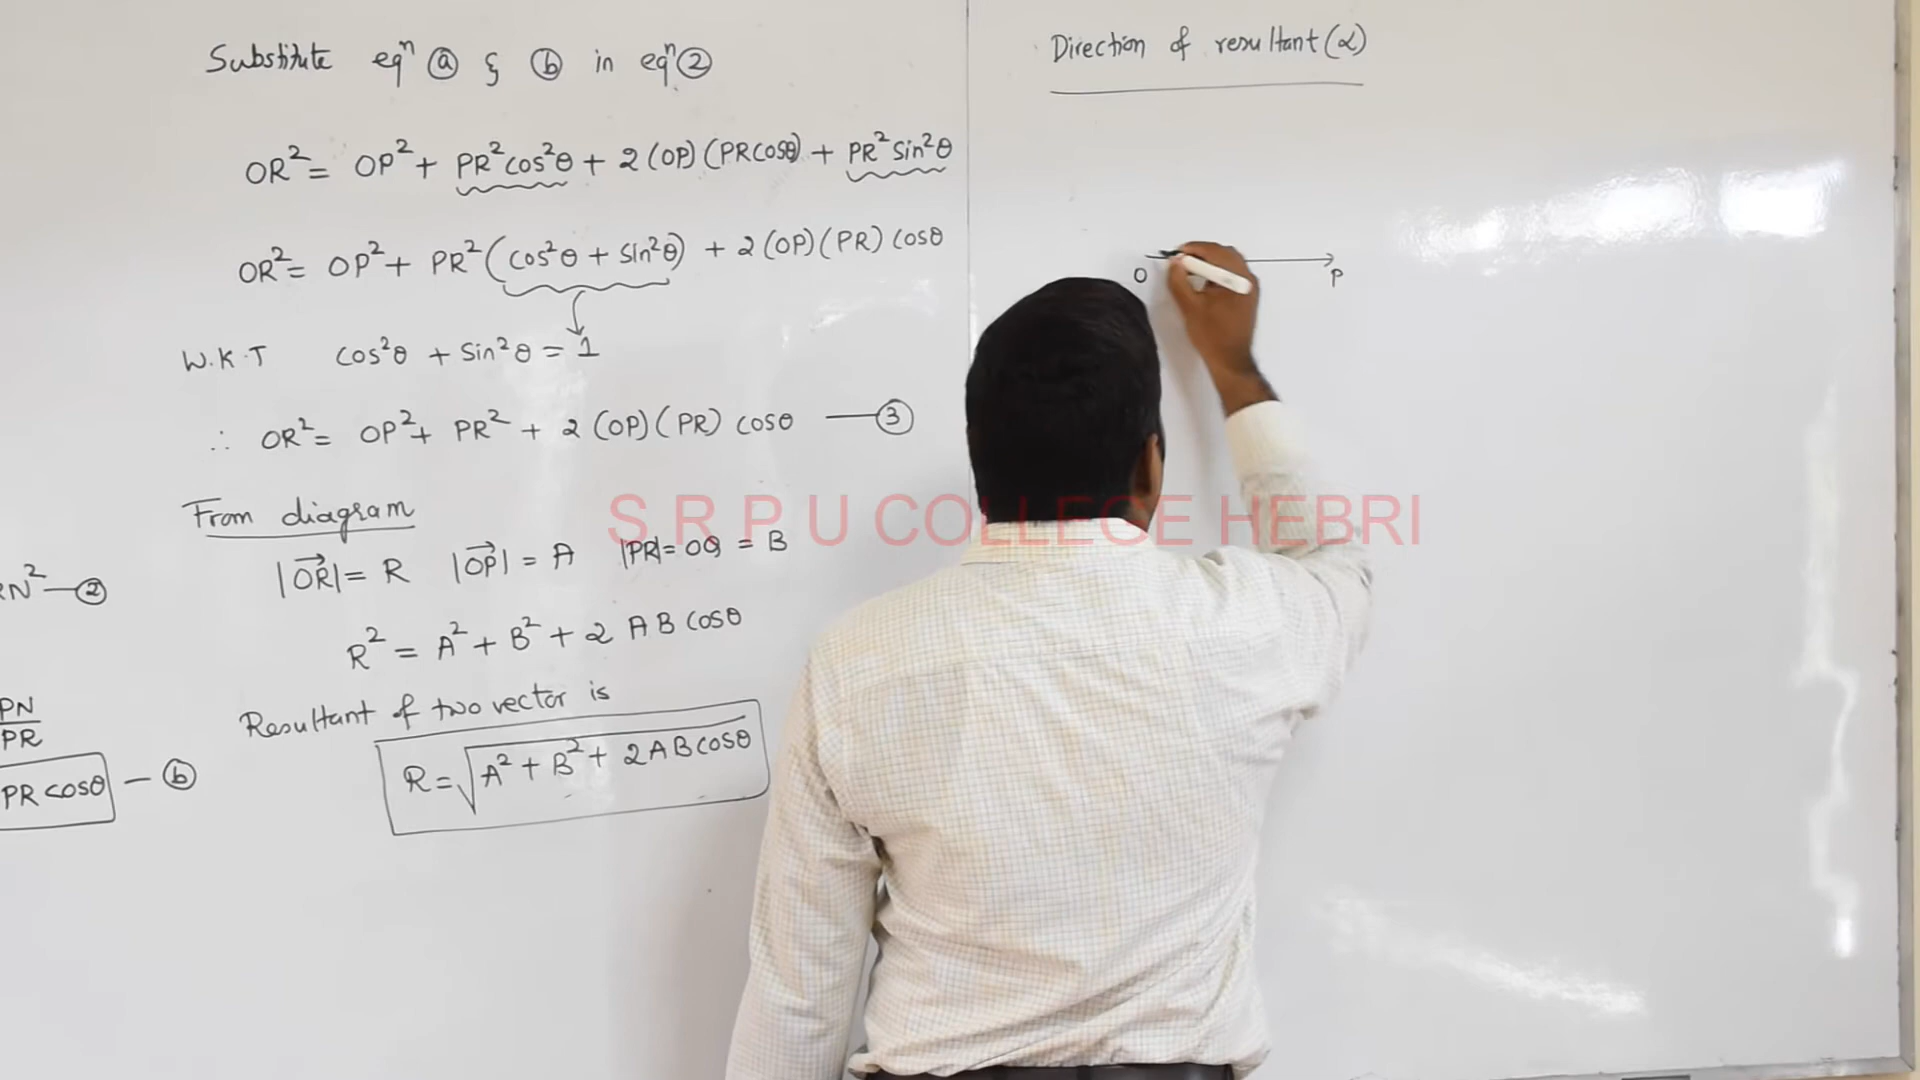 Substitute eqⁿ ⓐ & ⓑ in eqⁿ ②
OR² = OP² + PR²cos²θ + 2(OP)(PRcosθ) + PR²Sin²θ
OR² = OP² + PR²(cos²θ + Sin²θ) + 2(OP)(PR)cosθ
W.K.T cos²θ + Sin²θ = 1
∴ OR² = OP² + PR² + 2(OP)(PR) cosθ — ③
From diagram
|OR⃗| = R |OP⃗| = A |PR| = OQ = B
R² = A² + B² + 2 A B cosθ
Resultant of two vector is
R = √(A² + B² + 2ABcosθ)
N² — ②
PN
PR
PR cosθ — ⓑ
Direction of resultant (α)
O P
S R P U COLLEGE HEBRI